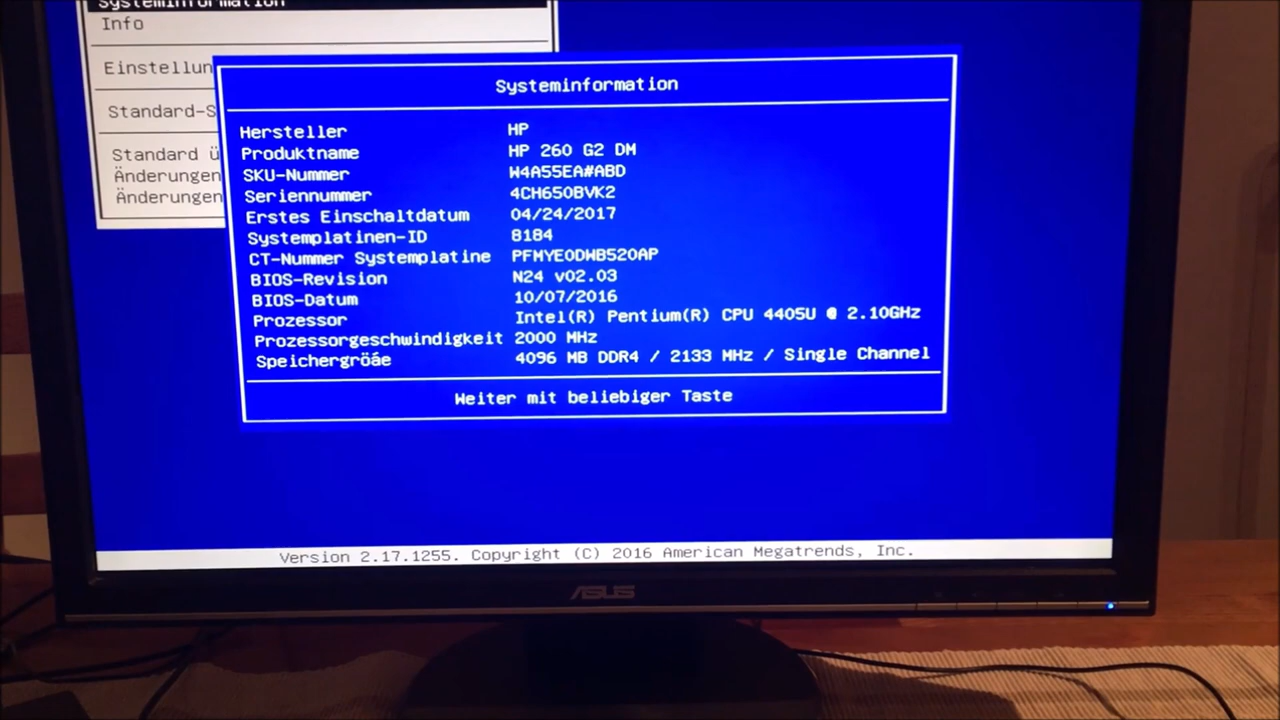 Systeminformation
Info
Einstellun
Standard-S
Standard ü
Änderungen
Änderungen
Systeminformation
Hersteller HP
Produktname HP 260 G2 DM
SKU-Nummer W4A55EA#ABD
Seriennummer 4CH650BVK2
Erstes Einschaltdatum 04/24/2017
Systemplatinen-ID 8184
CT-Nummer Systemplatine PFMYE0DWB520AP
BIOS-Revision N24 v02.03
BIOS-Datum 10/07/2016
Prozessor Intel(R) Pentium(R) CPU 4405U @ 2.10GHz
Prozessorgeschwindigkeit 2000 MHz
Speichergröáe 4096 MB DDR4 / 2133 MHz / Single Channel
Weiter mit beliebiger Taste
Version 2.17.1255. Copyright (C) 2016 American Megatrends, Inc.
ASUS